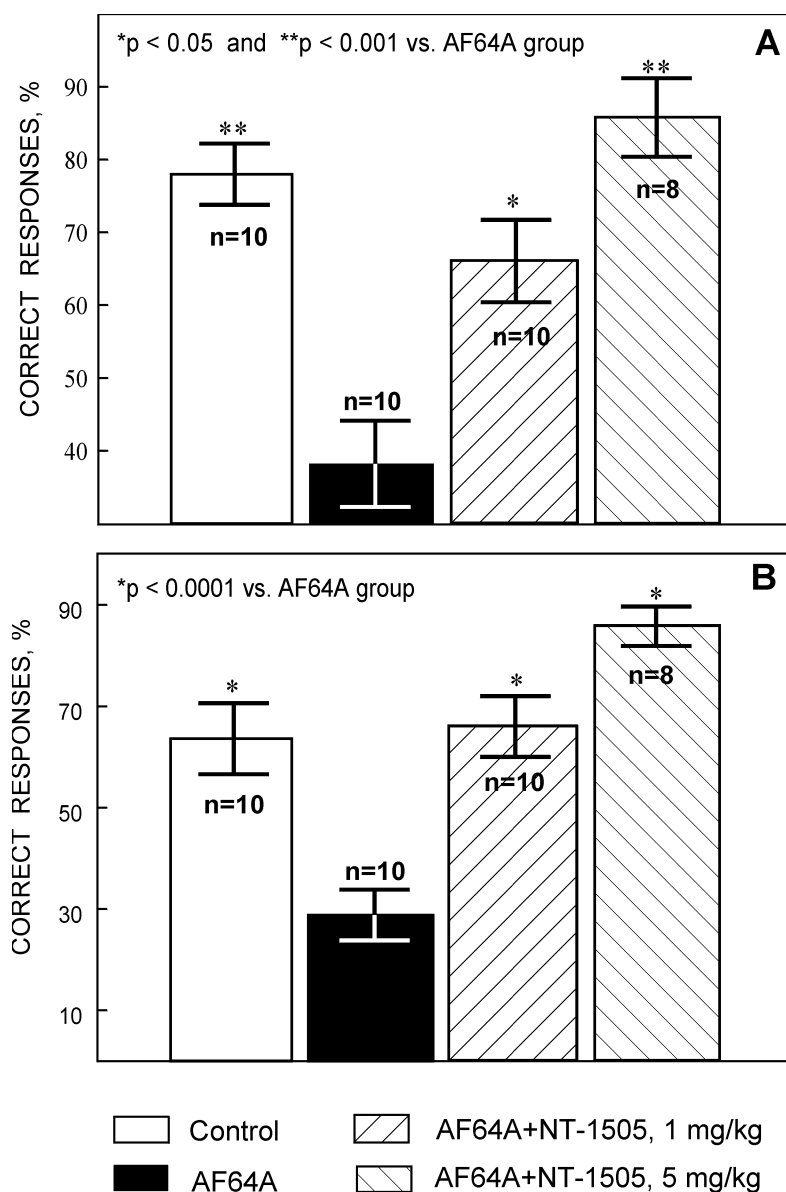 *p < 0.05 and **p < 0.001 vs. AF64A group
A
CORRECT RESPONSES, %
90
80
70
60
50
40
**
n=10
n=10
*
n=10
**
n=8
*p < 0.0001 vs. AF64A group
B
CORRECT RESPONSES, %
90
70
50
30
10
*
n=10
n=10
*
n=10
*
n=8
Control
AF64A+NT-1505, 1 mg/kg
AF64A
AF64A+NT-1505, 5 mg/kg